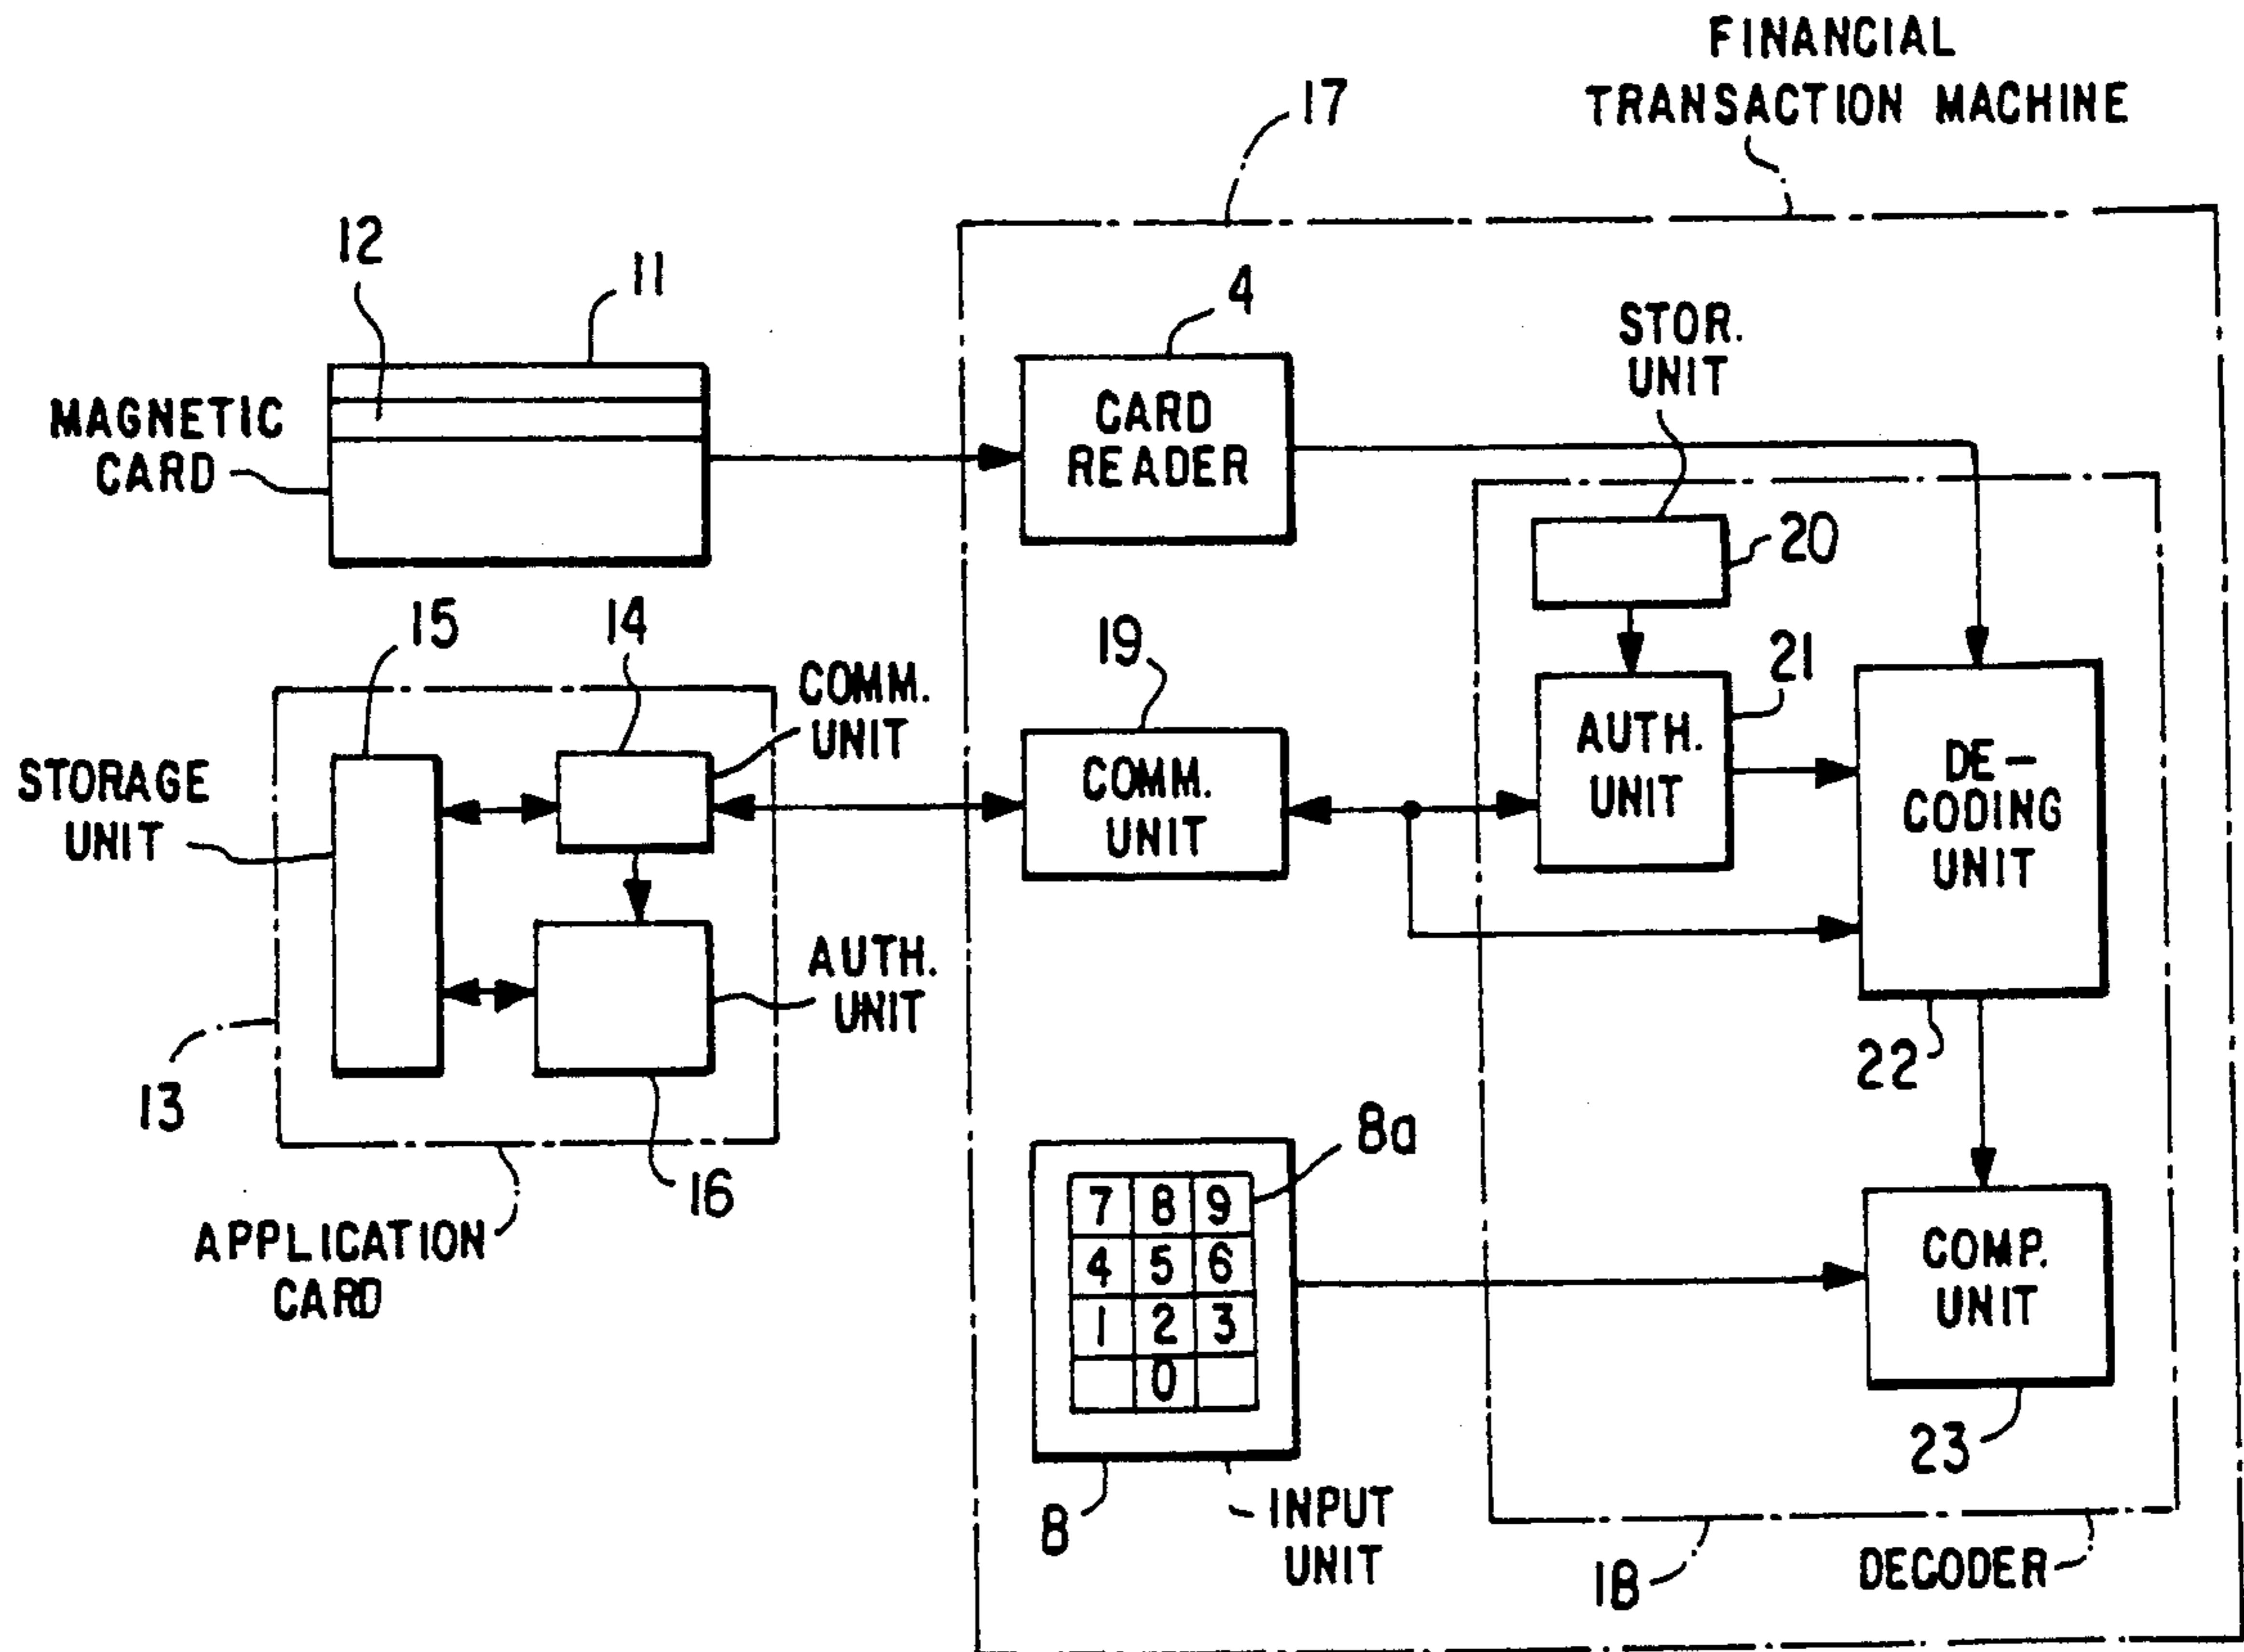 FINANCIAL
TRANSACTION MACHINE
17
12
11
4
STOR.
UNIT
MAGNETIC
CARD
CARD
READER
20
15
14
19
21
COMM.
UNIT
STORAGE
UNIT
COMM.
UNIT
AUTH.
UNIT
DE-
CODING
UNIT
AUTH.
UNIT
13
22
16
8a
7 8 9
4 5 6
1 2 3
0
APPLICATION
CARD
COMP.
UNIT
23
8
INPUT
UNIT
18
DECODER